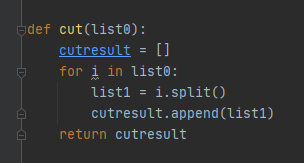 def cut(list0):
    cutresult = []
    for i in list0:
        list1 = i.split()
        cutresult.append(list1)
    return cutresult